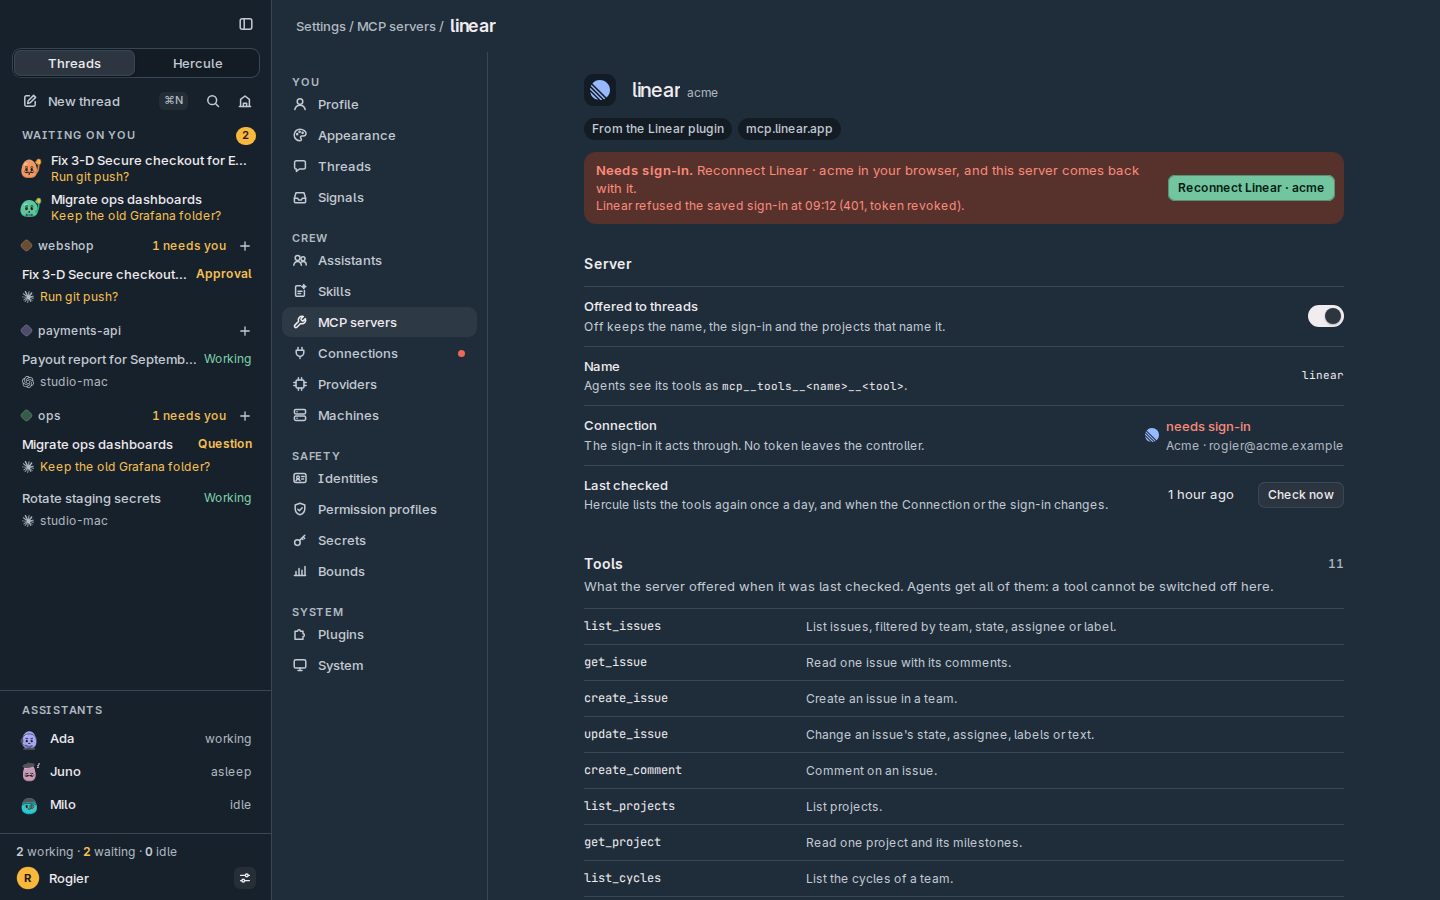 Settings / MCP servers / linear
Threads
Hercule
New thread
⌘N
WAITING ON YOU
2
Fix 3-D Secure checkout for E...
Run git push?
Migrate ops dashboards
Keep the old Grafana folder?
webshop
1 needs you
Fix 3-D Secure checkout...
Approval
Run git push?
payments-api
Payout report for Septemb...
Working
studio-mac
ops
1 needs you
Migrate ops dashboards
Question
Keep the old Grafana folder?
Rotate staging secrets
Working
studio-mac
ASSISTANTS
Ada
working
Juno
asleep
Milo
idle
2 working · 2 waiting · 0 idle
R
Rogier
YOU
Profile
Appearance
Threads
Signals
CREW
Assistants
Skills
MCP servers
Connections
Providers
Machines
SAFETY
Identities
Permission profiles
Secrets
Bounds
SYSTEM
Plugins
System
linear acme
From the Linear plugin
mcp.linear.app
Needs sign-in. Reconnect Linear · acme in your browser, and this server comes back
with it.
Linear refused the saved sign-in at 09:12 (401, token revoked).
Reconnect Linear · acme
Server
Offered to threads
Off keeps the name, the sign-in and the projects that name it.
Name
Agents see its tools as mcp__tools__<name>__<tool>.
linear
Connection
The sign-in it acts through. No token leaves the controller.
needs sign-in
Acme · rogier@acme.example
Last checked
Hercule lists the tools again once a day, and when the Connection or the sign-in changes.
1 hour ago
Check now
Tools
11
What the server offered when it was last checked. Agents get all of them: a tool cannot be switched off here.
list_issues
List issues, filtered by team, state, assignee or label.
get_issue
Read one issue with its comments.
create_issue
Create an issue in a team.
update_issue
Change an issue's state, assignee, labels or text.
create_comment
Comment on an issue.
list_projects
List projects.
get_project
Read one project and its milestones.
list_cycles
List the cycles of a team.